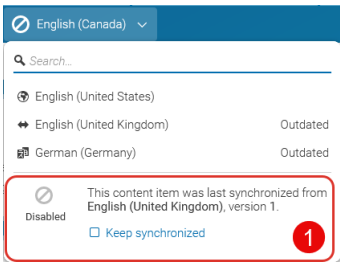 English (Canada)
Search...
English (United States)
English (United Kingdom) Outdated
German (Germany) Outdated
This content item was last synchronized from
English (United Kingdom), version 1.
Disabled
Keep synchronized
1